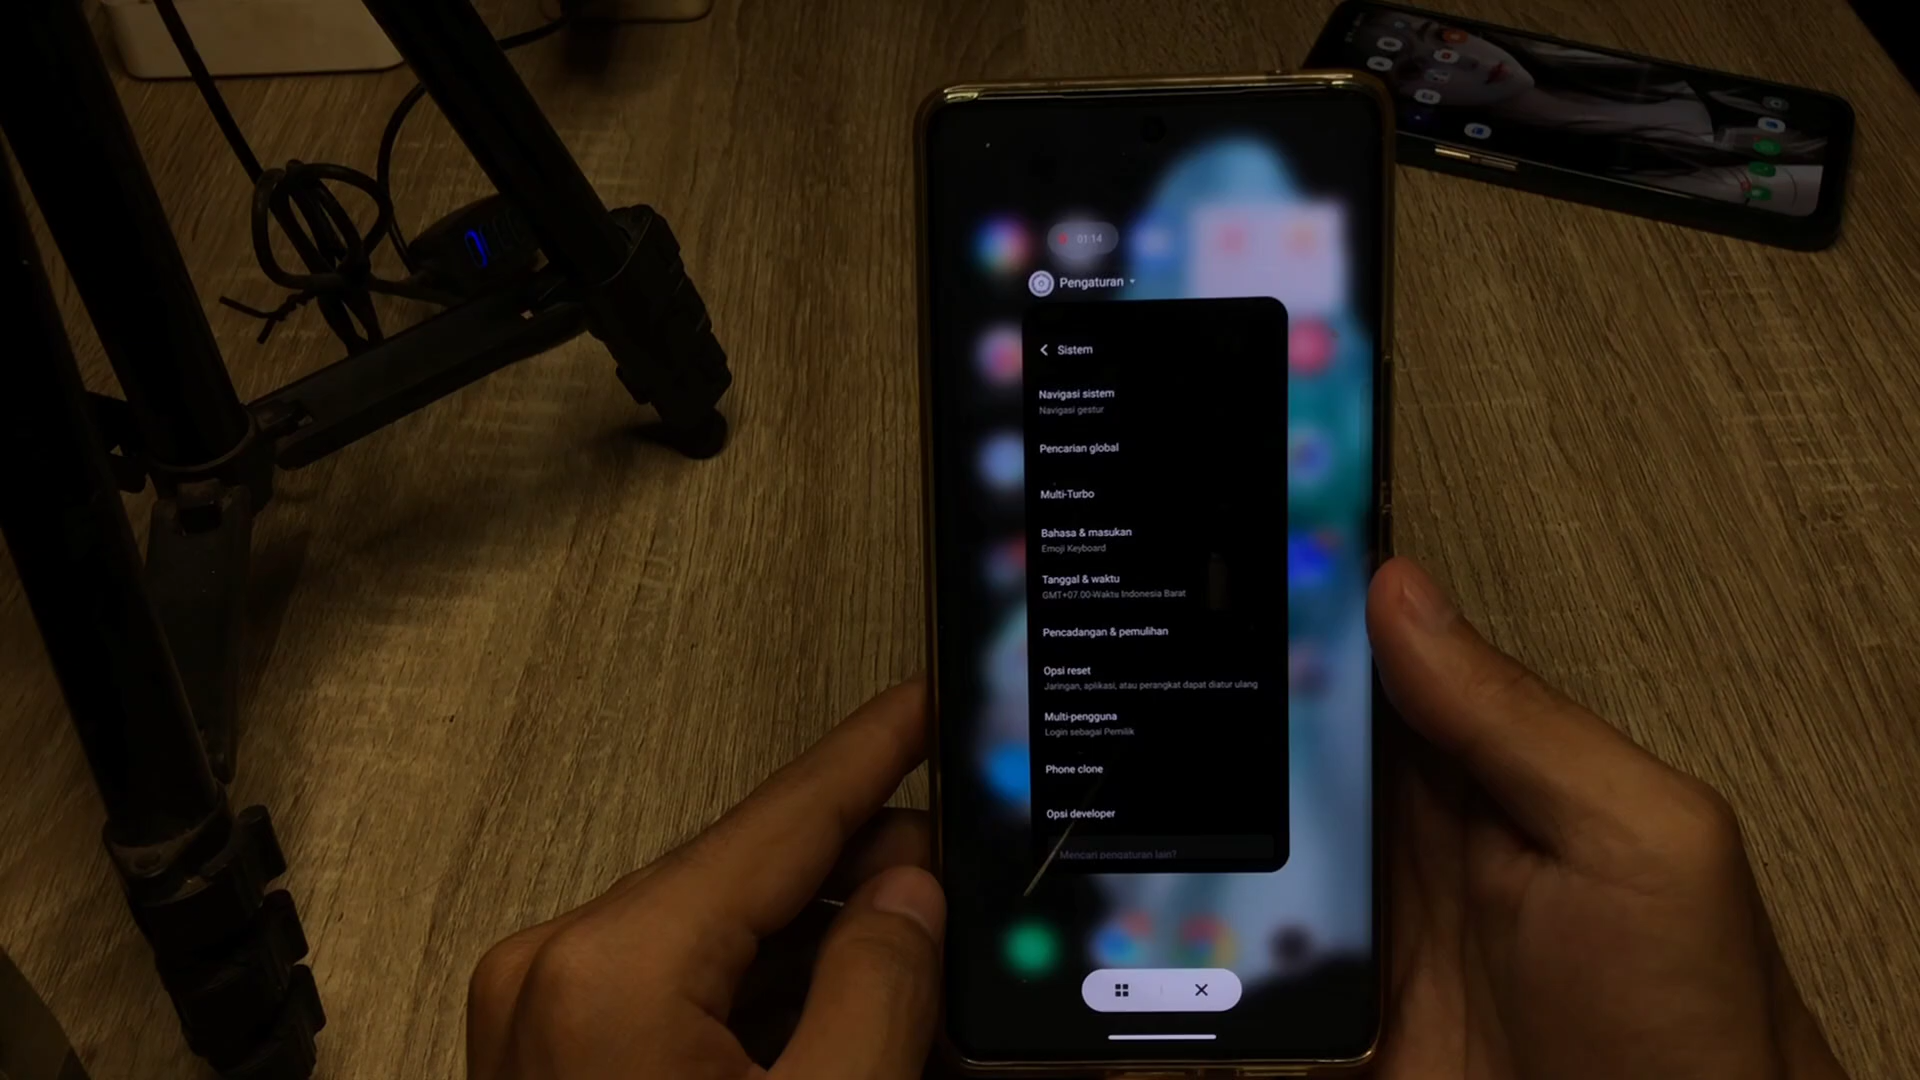 01:14
Pengaturan
Sistem
Navigasi sistem
Navigasi gestur
Pencarian global
Multi-Turbo
Bahasa & masukan
Emoji Keyboard
Tanggal & waktu
GMT+07.00-Waktu Indonesia Barat
Pencadangan & pemulihan
Opsi reset
Jaringan, aplikasi, atau perangkat dapat diatur ulang
Multi-pengguna
Login sebagai Pemilik
Phone clone
Opsi developer
Mencari pengaturan lain?